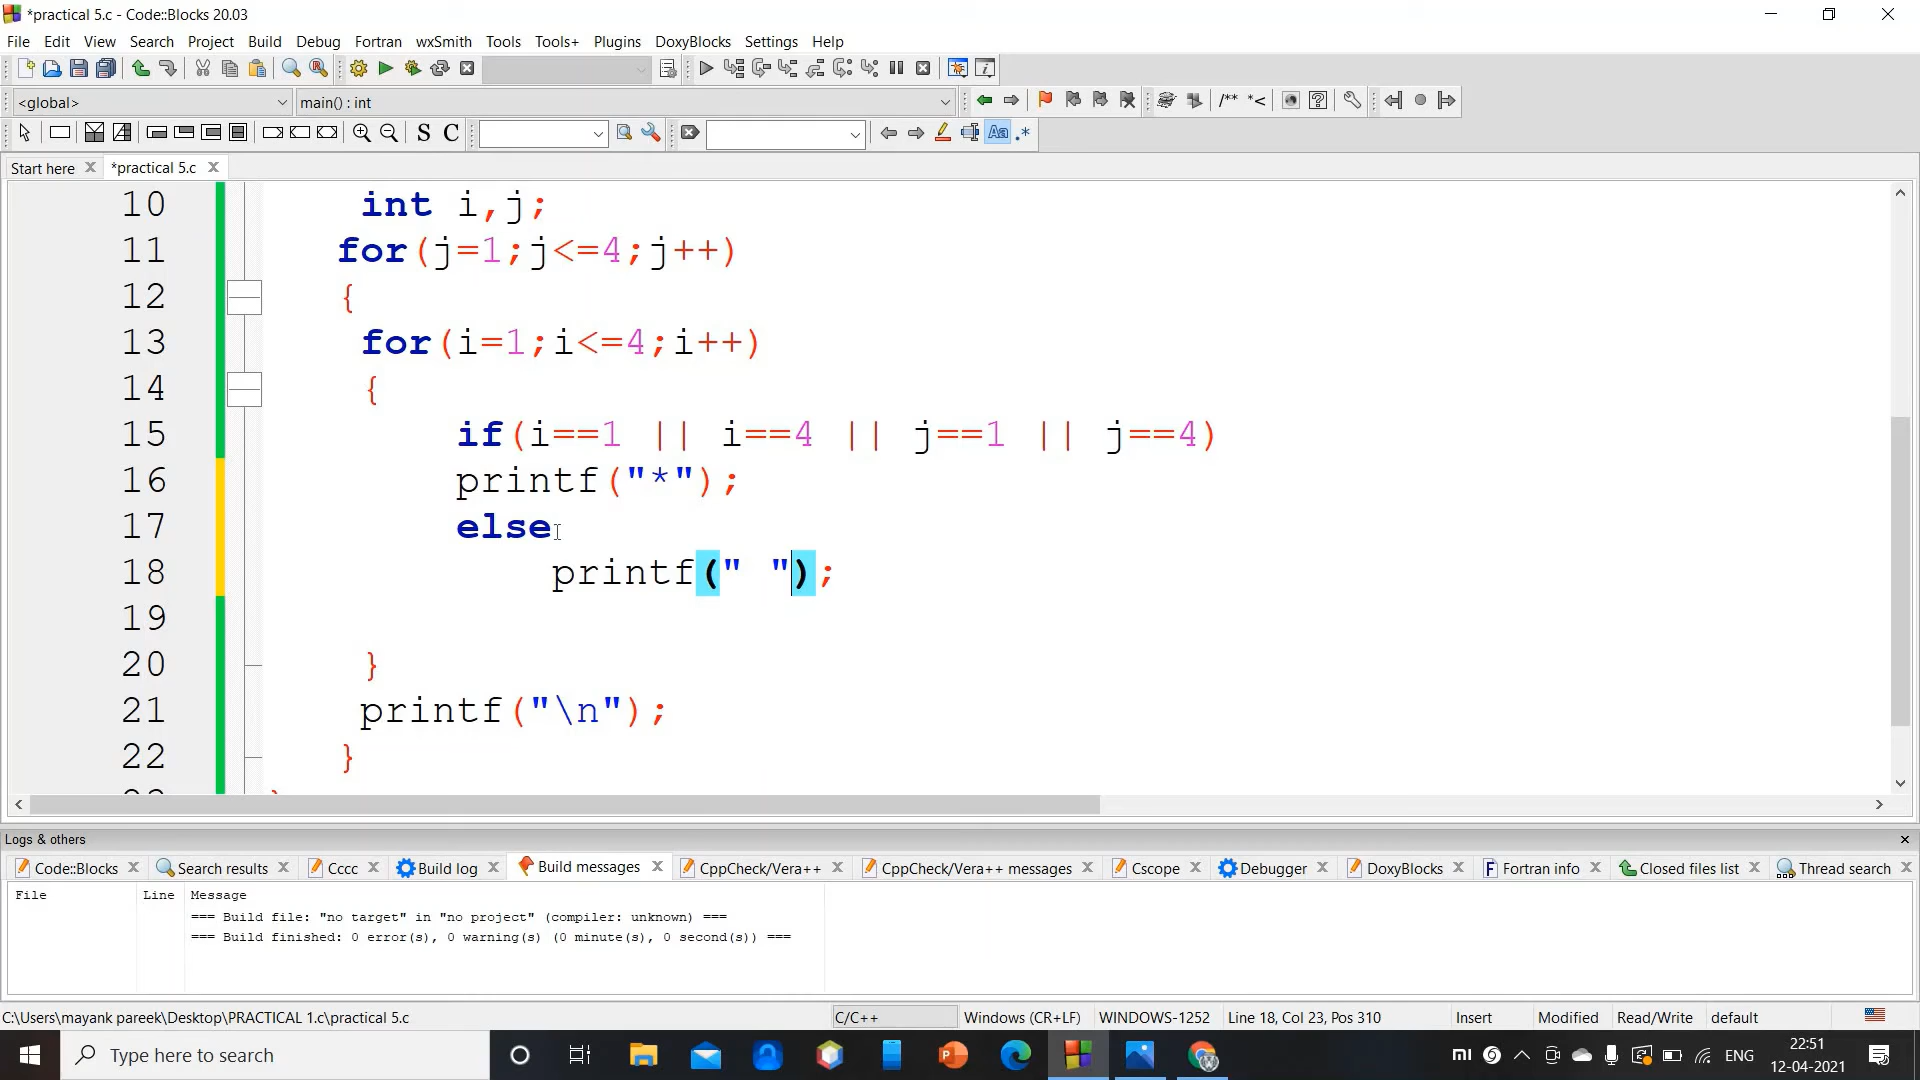 *practical 5.c - Code::Blocks 20.03
File Edit View Search Project Build Debug Fortran wxSmith Tools Tools+ Plugins DoxyBlocks Settings Help
<global> main() : int /** *<
S C Aa .*
Start here *practical 5.c
10 int i,j;
11 for(j=1;j<=4;j++)
12 {
13 for(i=1;i<=4;i++)
14 {
15 if(i==1 || i==4 || j==1 || j==4)
16 printf("*");
17 else
18 printf(" ");
19
20 }
21 printf("\n");
22 }
Logs & others
Code::Blocks Search results Cccc Build log Build messages CppCheck/Vera++ CppCheck/Vera++ messages Cscope Debugger DoxyBlocks Fortran info Closed files list Thread search
File Line Message
=== Build file: "no target" in "no project" (compiler: unknown) ===
=== Build finished: 0 error(s), 0 warning(s) (0 minute(s), 0 second(s)) ===
C:\Users\mayank pareek\Desktop\PRACTICAL 1.c\practical 5.c C/C++ Windows (CR+LF) WINDOWS-1252 Line 18, Col 23, Pos 310 Insert Modified Read/Write default
Type here to search mi ENG 22:51
12-04-2021